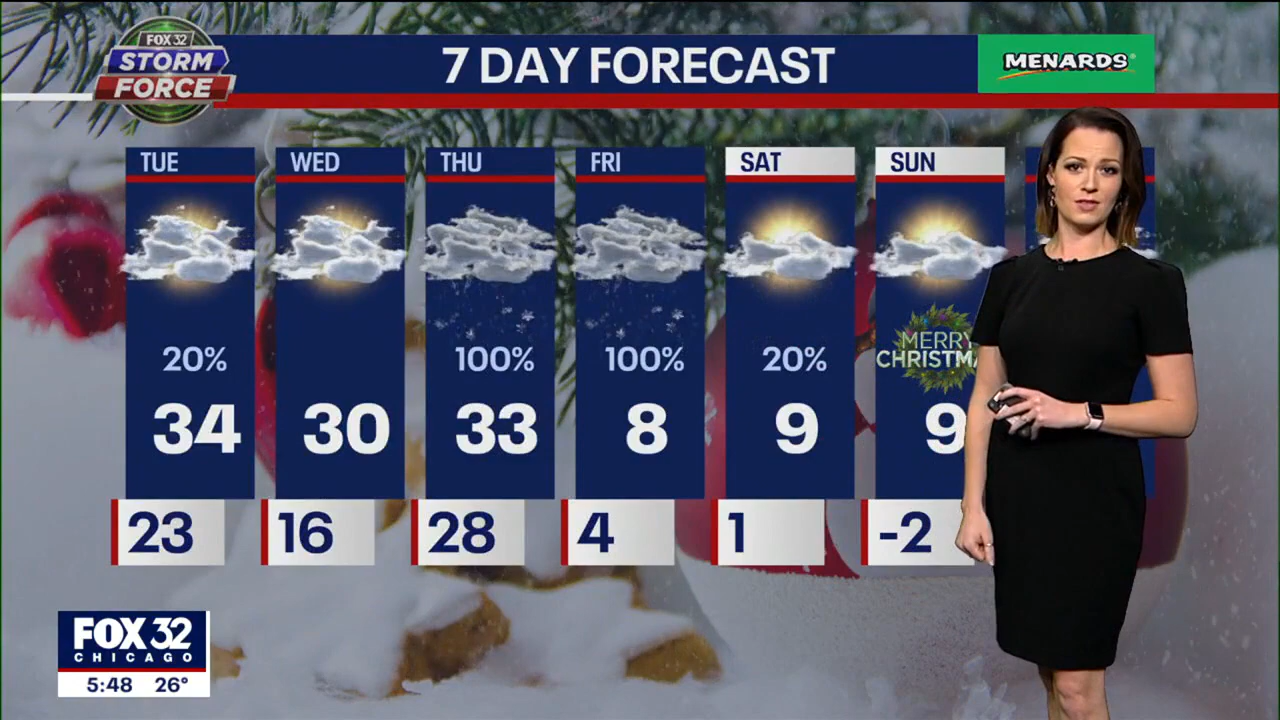 FOX 32
STORM
FORCE
7 DAY FORECAST
MENARDS
TUE WED THU FRI SAT SUN
20% 100% 100% 20%
MERRY
34 30 33 8 9 9
23 16 28 4 1 -2
FOX 32
CHICAGO
5:48 26°